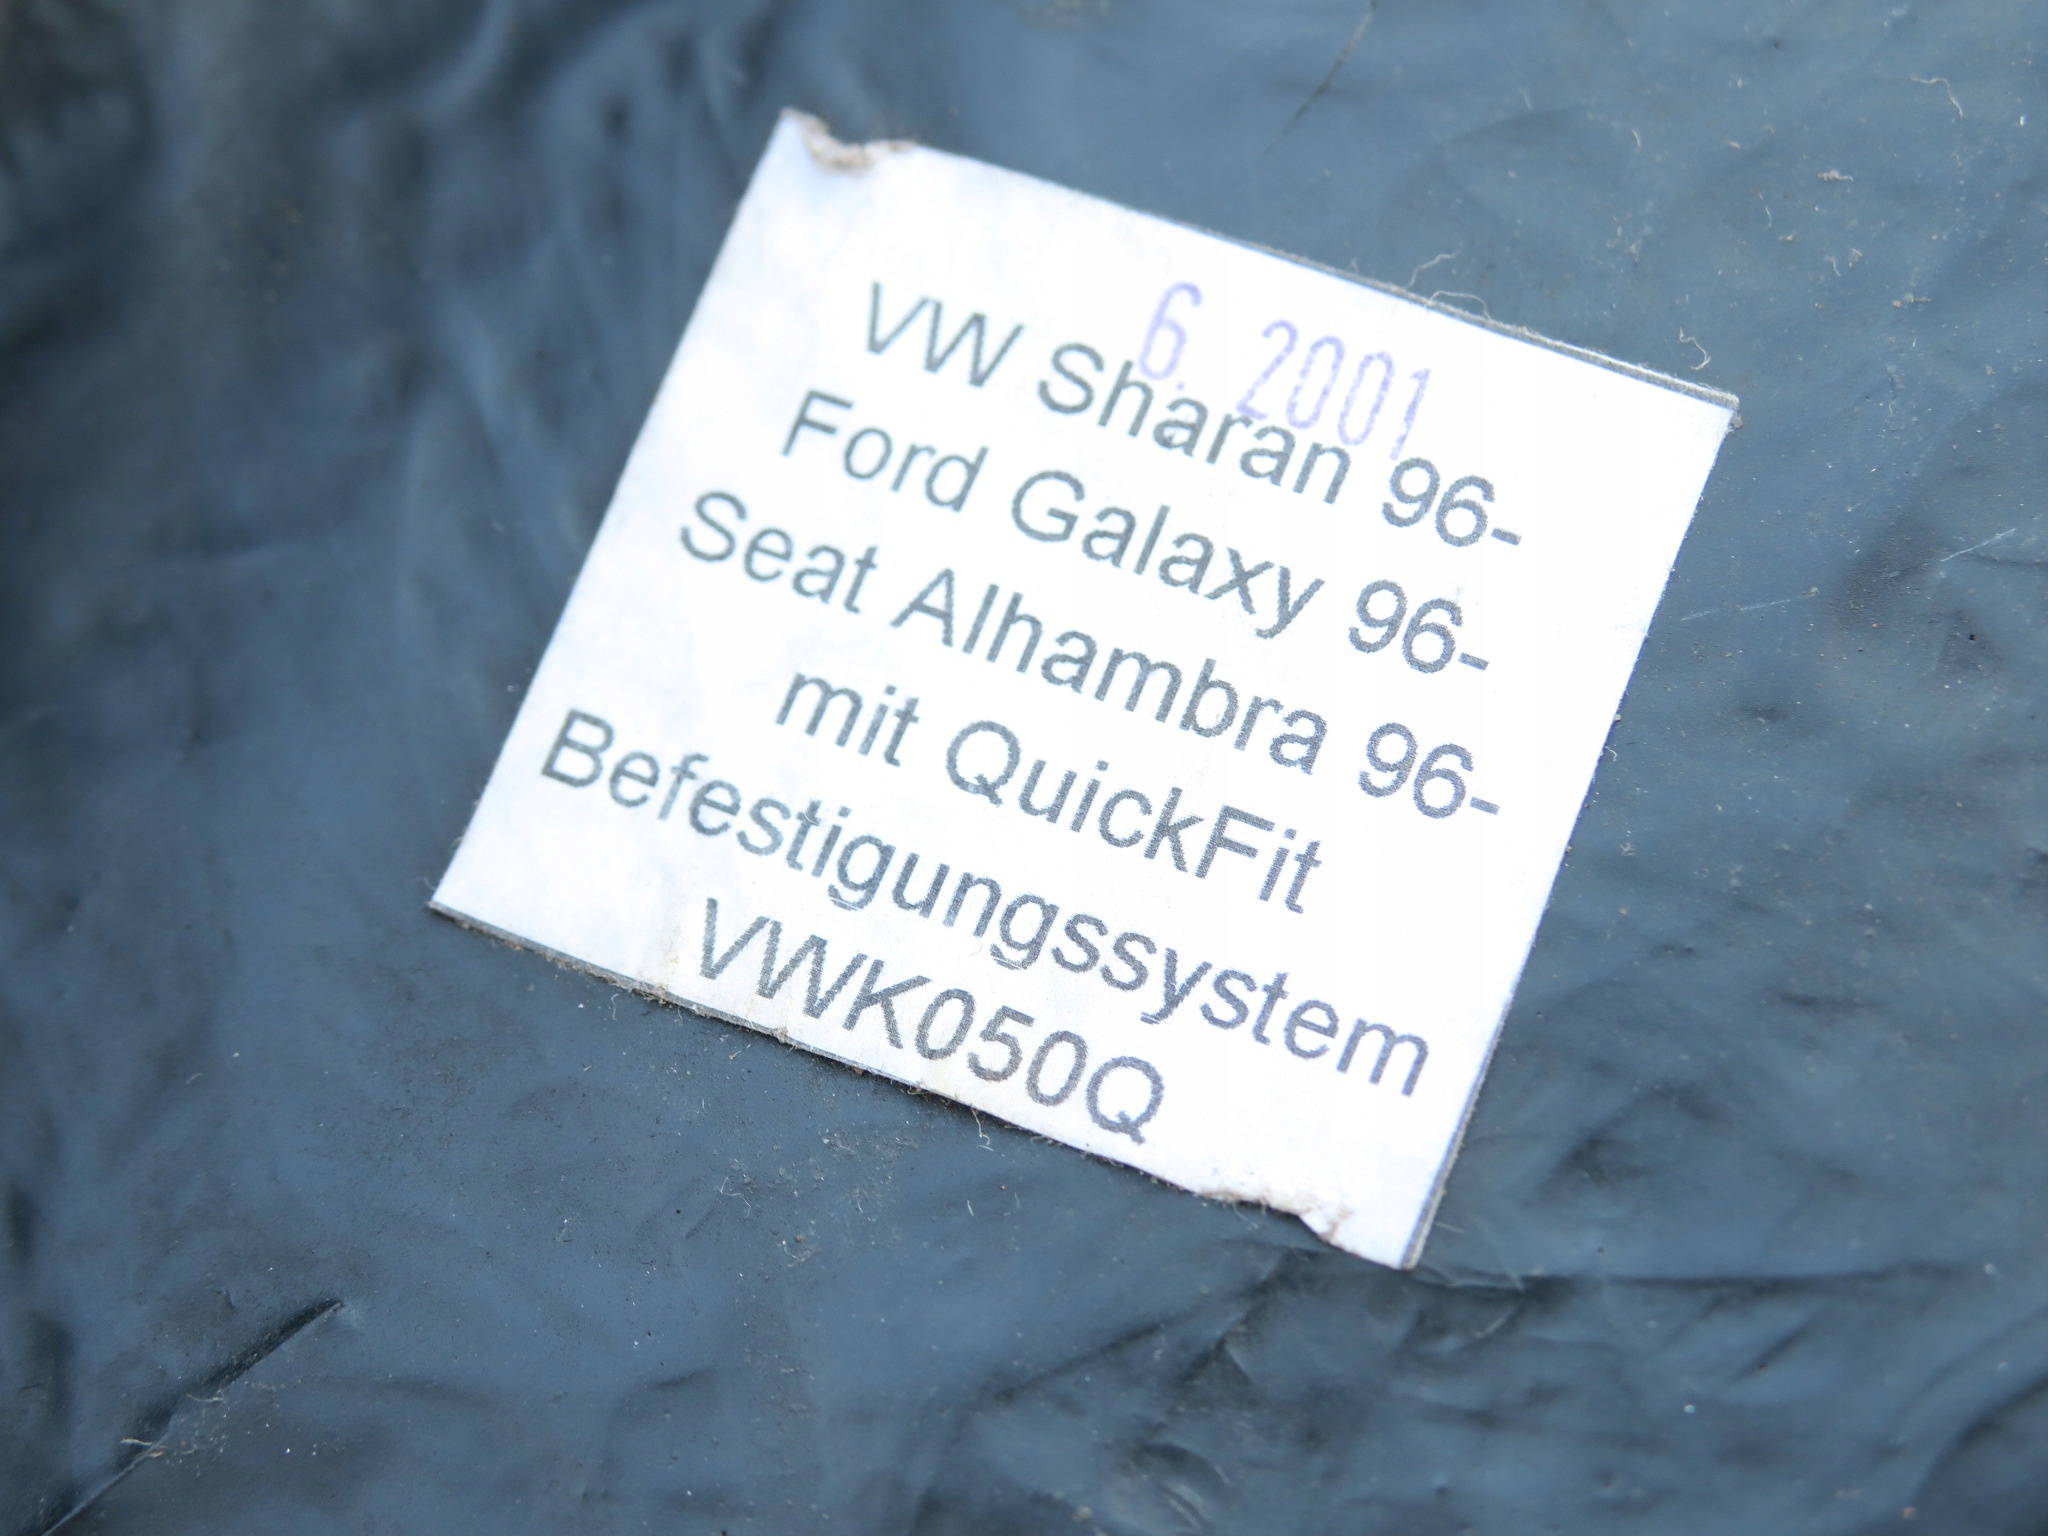 6. 2001
VW Sharan 96-
Ford Galaxy 96-
Seat Alhambra 96-
mit QuickFit
Befestigungssystem
VWK050Q